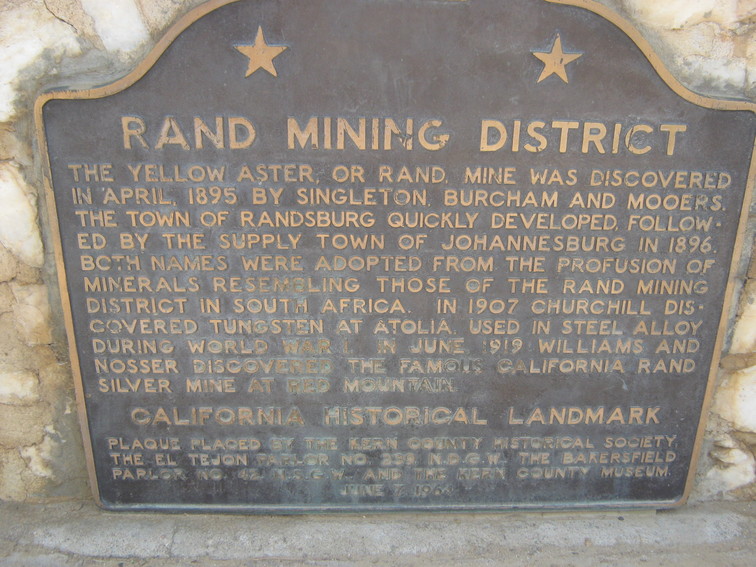 RAND MINING DISTRICT
THE YELLOW ASTER, OR RAND, MINE WAS DISCOVERED
IN APRIL, 1895 BY SINGLETON, BURCHAM AND MOOERS.
THE TOWN OF RANDSBURG QUICKLY DEVELOPED, FOLLOW-
ED BY THE SUPPLY TOWN OF JOHANNESBURG IN 1896.
BOTH NAMES WERE ADOPTED FROM THE PROFUSION OF
MINERALS RESEMBLING THOSE OF THE RAND MINING
DISTRICT IN SOUTH AFRICA. IN 1907 CHURCHILL DIS-
COVERED TUNGSTEN AT ATOLIA, USED IN STEEL ALLOY
DURING WORLD WAR I. IN JUNE 1919 WILLIAMS AND
NOSSER DISCOVERED THE FAMOUS CALIFORNIA RAND
SILVER MINE AT RED MOUNTAIN.
CALIFORNIA HISTORICAL LANDMARK
PLAQUE PLACED BY THE KERN COUNTY HISTORICAL SOCIETY,
THE EL TEJON PARLOR NO. 239 N.D.G.W., THE BAKERSFIELD
PARLOR NO. 42, N.S.G.W. AND THE KERN COUNTY MUSEUM.
JUNE